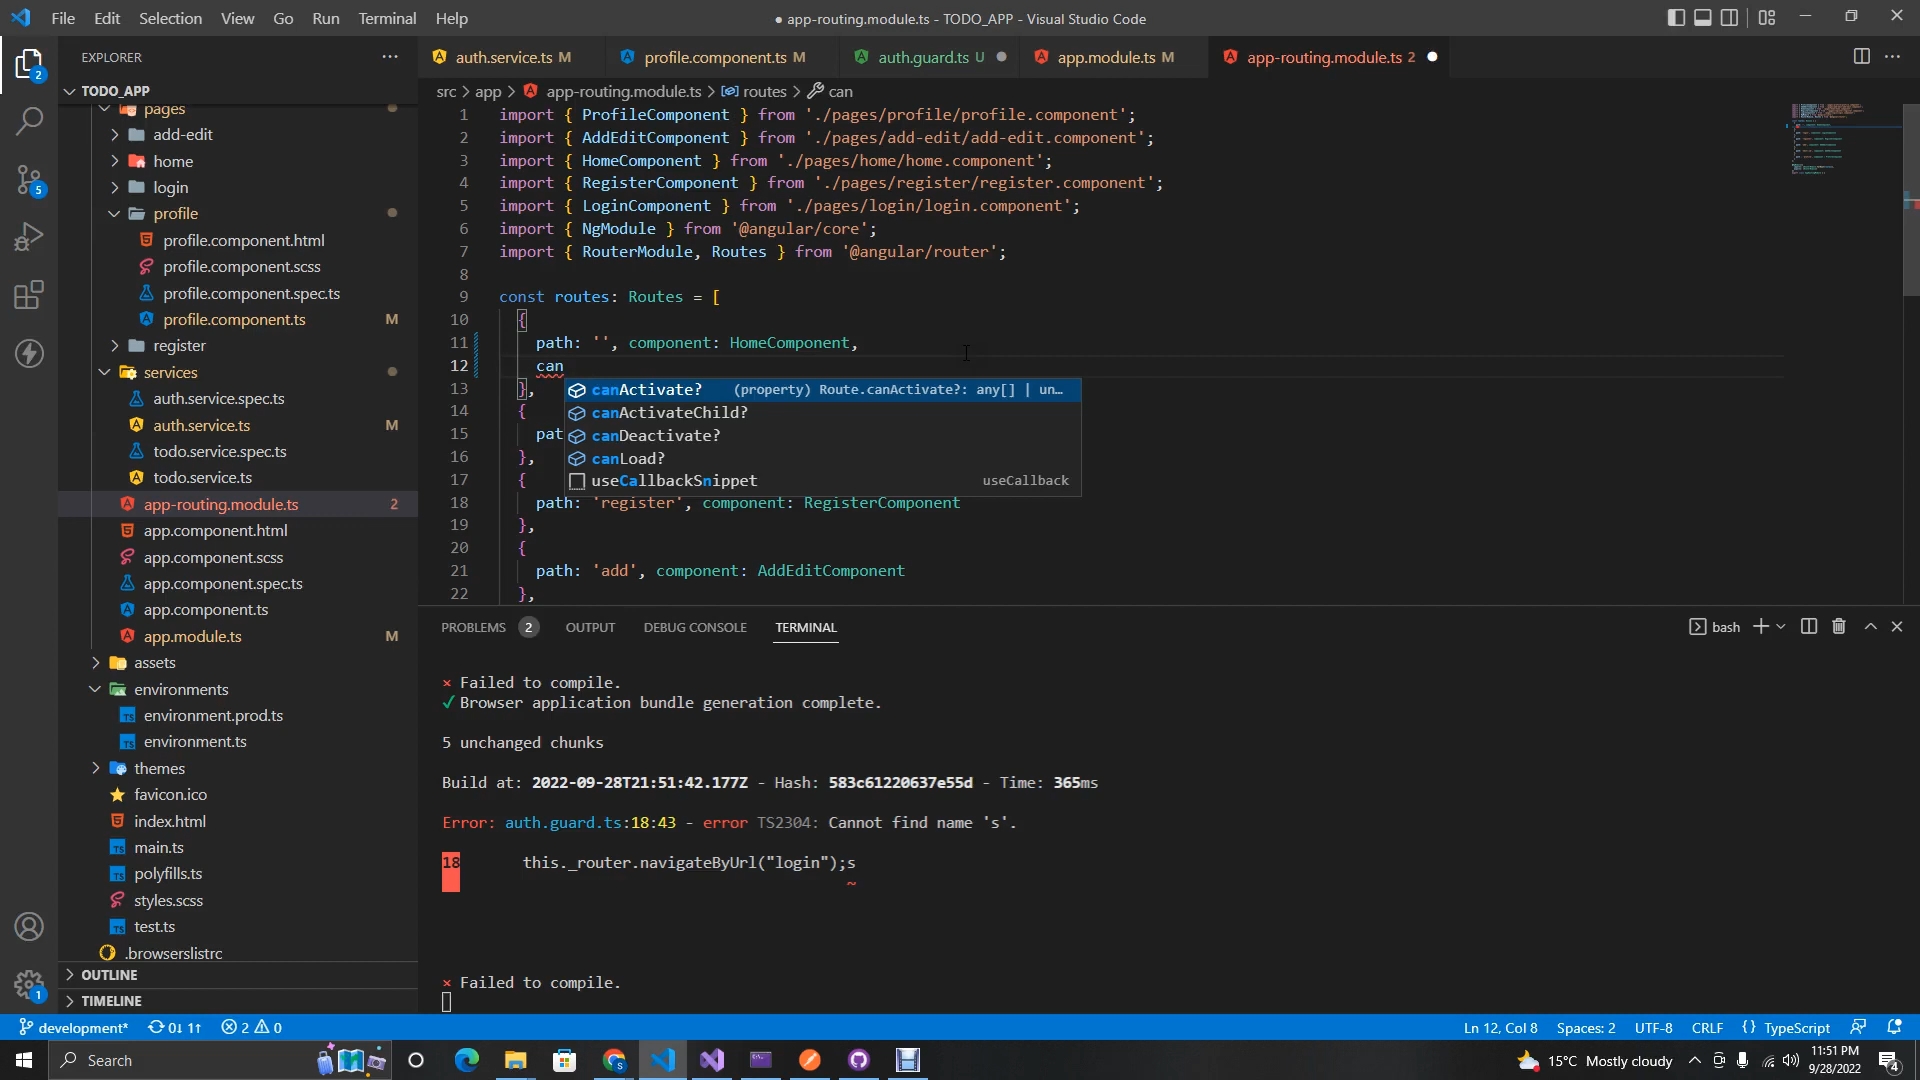 File Edit Selection View Go Run Terminal Help
● app-routing.module.ts - TODO_APP - Visual Studio Code
EXPLORER
TODO_APP
pages
add-edit
home
login
profile
profile.component.html
profile.component.scss
profile.component.spec.ts
profile.component.ts M
register
services
auth.service.spec.ts
auth.service.ts M
todo.service.spec.ts
todo.service.ts
app-routing.module.ts 2
app.component.html
app.component.scss
app.component.spec.ts
app.component.ts
app.module.ts M
assets
environments
environment.prod.ts
environment.ts
themes
favicon.ico
index.html
main.ts
polyfills.ts
styles.scss
test.ts
.browserslistrc
OUTLINE
TIMELINE
2
5
1
auth.service.ts M profile.component.ts M auth.guard.ts U app.module.ts M app-routing.module.ts 2
src > app > app-routing.module.ts > routes > can
1 import { ProfileComponent } from './pages/profile/profile.component';
2 import { AddEditComponent } from './pages/add-edit/add-edit.component';
3 import { HomeComponent } from './pages/home/home.component';
4 import { RegisterComponent } from './pages/register/register.component';
5 import { LoginComponent } from './pages/login/login.component';
6 import { NgModule } from '@angular/core';
7 import { RouterModule, Routes } from '@angular/router';
8
9 const routes: Routes = [
10 {
11 path: '', component: HomeComponent,
12 can
13 },
14 {
15 pat
16 },
17 {
18 path: 'register', component: RegisterComponent
19 },
20 {
21 path: 'add', component: AddEditComponent
22 },
canActivate? (property) Route.canActivate?: any[] | un…
canActivateChild?
canDeactivate?
canLoad?
useCallbackSnippet useCallback
PROBLEMS 2 OUTPUT DEBUG CONSOLE TERMINAL
bash
× Failed to compile.
✓ Browser application bundle generation complete.
5 unchanged chunks
Build at: 2022-09-28T21:51:42.177Z - Hash: 583c61220637e55d - Time: 365ms
Error: auth.guard.ts:18:43 - error TS2304: Cannot find name 's'.
18 this._router.navigateByUrl("login");s
~
× Failed to compile.
development* 0↓ 1↑ 2 0
Ln 12, Col 8 Spaces: 2 UTF-8 CRLF { } TypeScript
Search
15°C Mostly cloudy
11:51 PM
9/28/2022
4